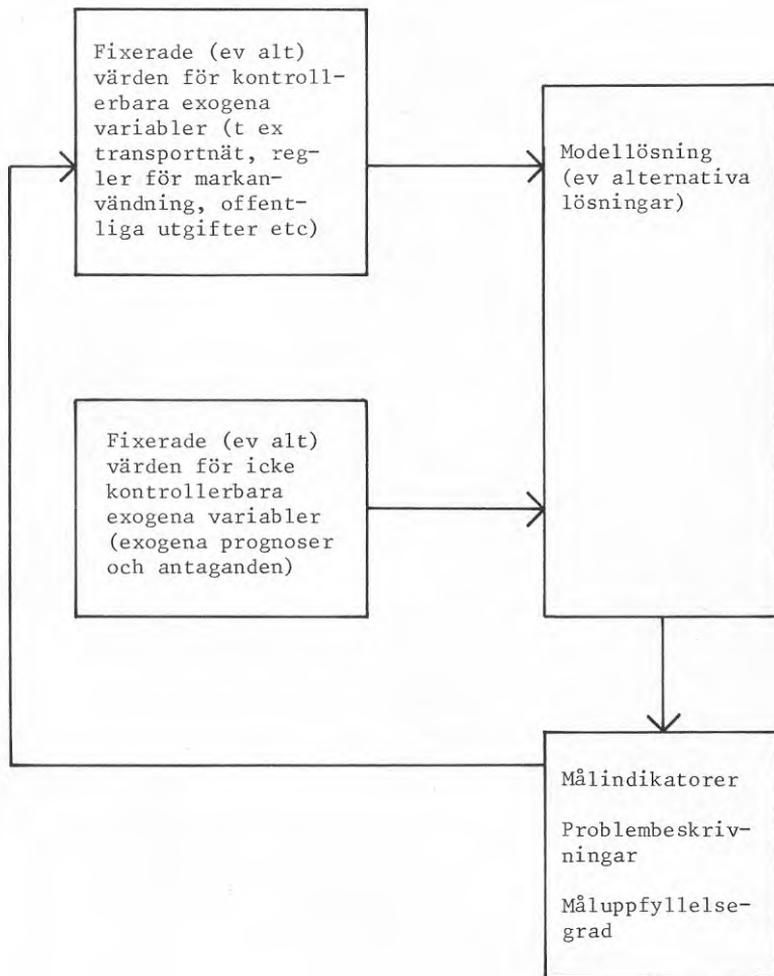 Fixerade (ev alt)
värden för kontroll-
erbara exogena
variabler (t ex
transportnät, reg-
ler för markan-
vändning, offent-
liga utgifter etc)
Modellösning
(ev alternativa
lösningar)
Fixerade (ev alt)
värden för icke
kontrollerbara
exogena variabler
(exogena prognoser
och antaganden)
Målindikatorer
Problembeskriv-
ningar
Måluppfyllelse-
grad